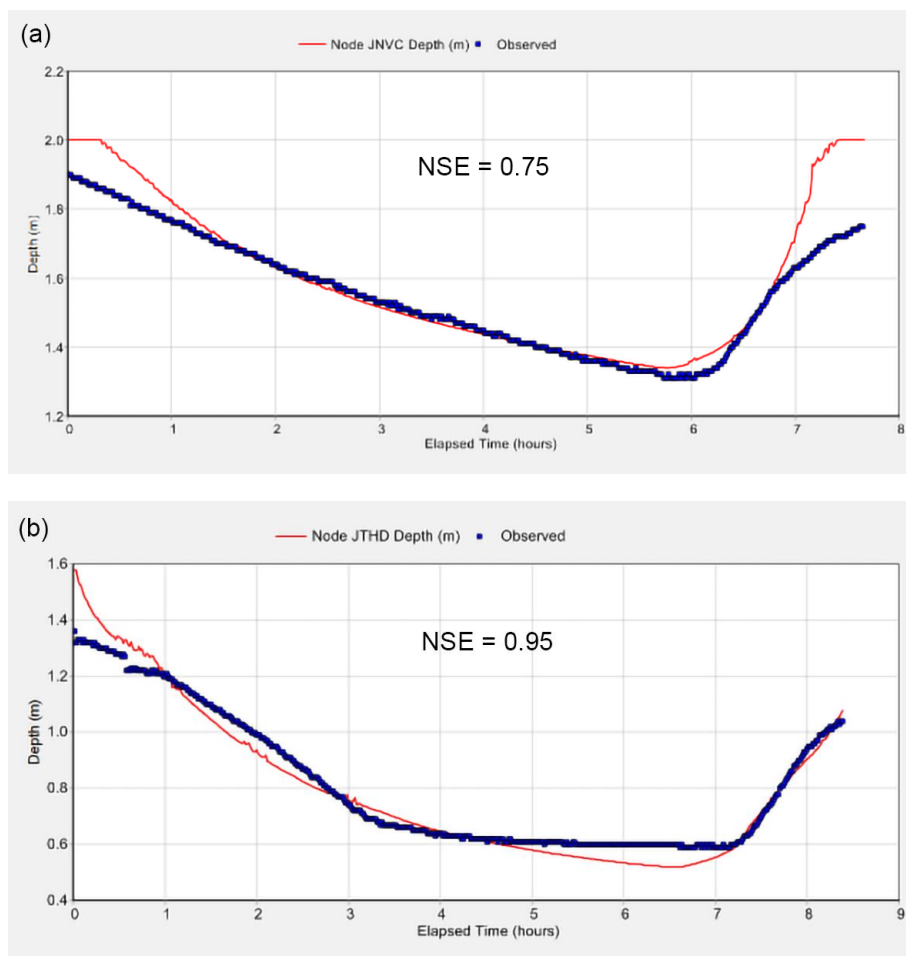 (a)
Node JNVC Depth (m) Observed
2.2
2.0
1.8
1.6
1.4
1.2
Depth (m)
NSE = 0.75
0 1 2 3 4 5 6 7 8
Elapsed Time (hours)
(b)
Node JTHD Depth (m) Observed
1.6
1.4
1.2
1.0
0.8
0.6
0.4
Depth (m)
NSE = 0.95
0 1 2 3 4 5 6 7 8 9
Elapsed Time (hours)